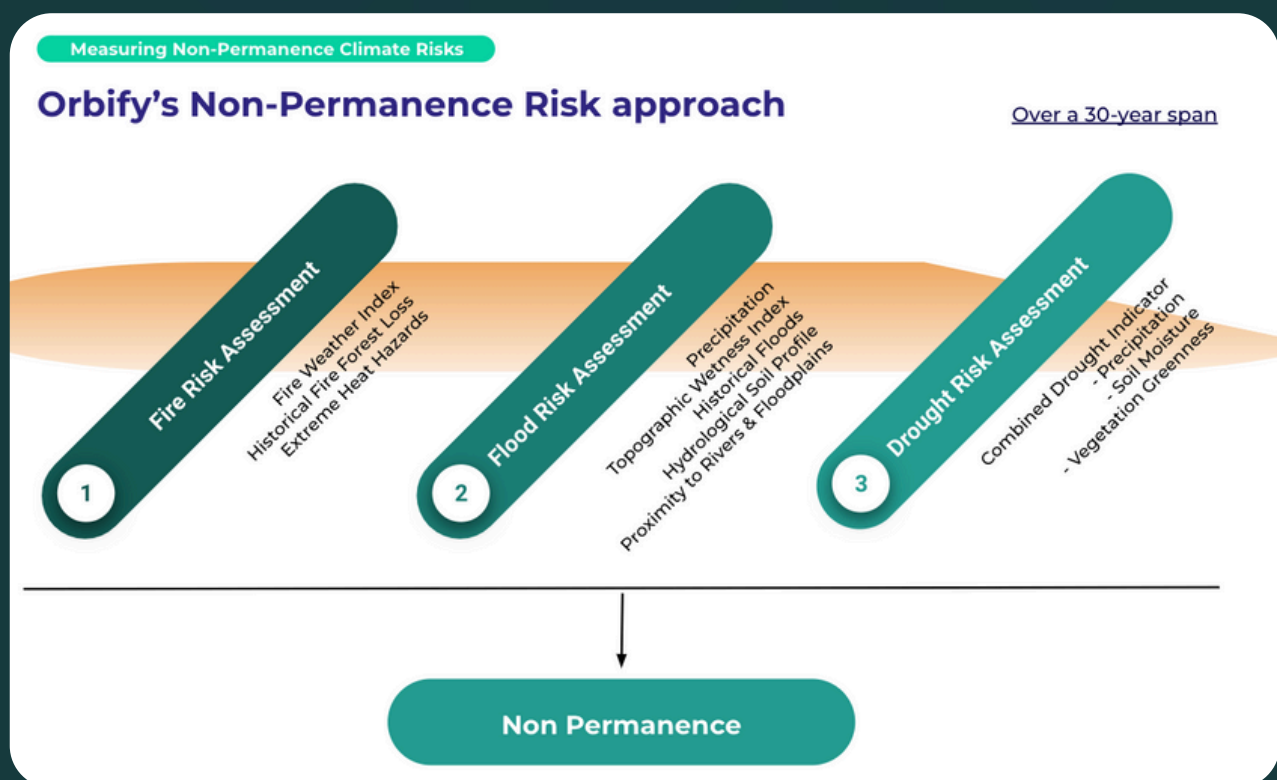 Measuring Non-Permanence Climate Risks
Orbify’s Non-Permanence Risk approach
Over a 30-year span
1
Fire Risk Assessment
Fire Weather Index
Historical Fire Forest Loss
Extreme Heat Hazards
2
Flood Risk Assessment
Precipitation
Topographic Wetness Index
Historical Floods
Hydrological Soil Profile
Proximity to Rivers & Floodplains
3
Drought Risk Assessment
Combined Drought Indicator
- Precipitation
- Soil Moisture
- Vegetation Greenness
Non Permanence